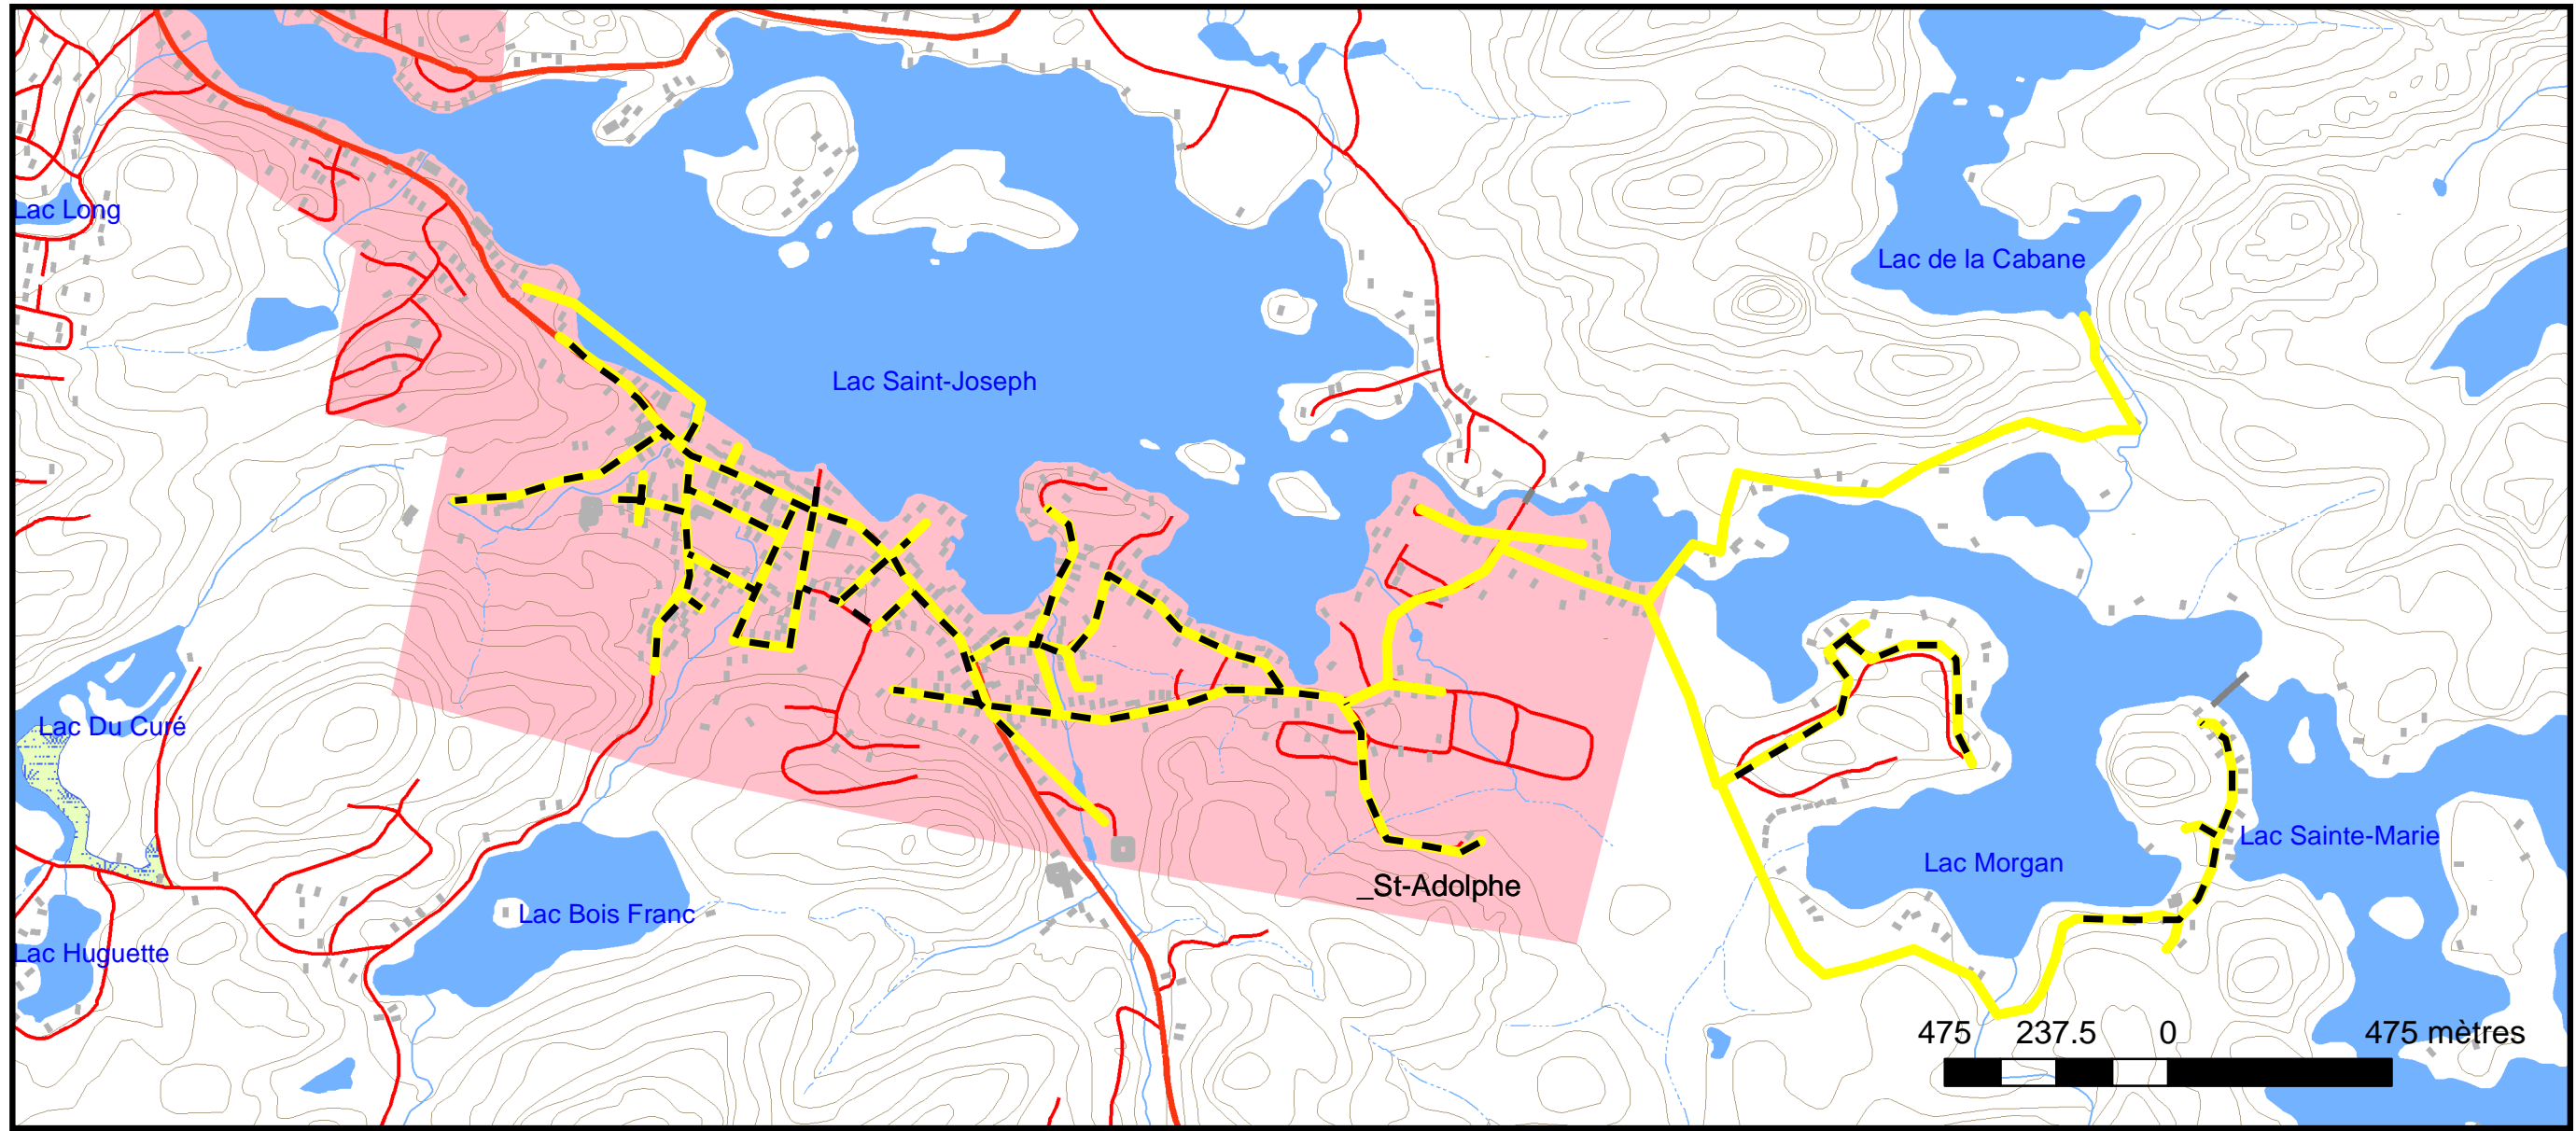 Lac Long
Lac de la Cabane
Lac Saint-Joseph
Lac Du Curé
Lac Sainte-Marie
Lac Morgan
_St-Adolphe
Lac Bois Franc
Lac Huguette
475 237.5 0 475 mètres